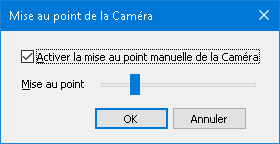 Mise au point de la Caméra
Activer la mise au point manuelle de la Caméra
Mise au point
OK
Annuler